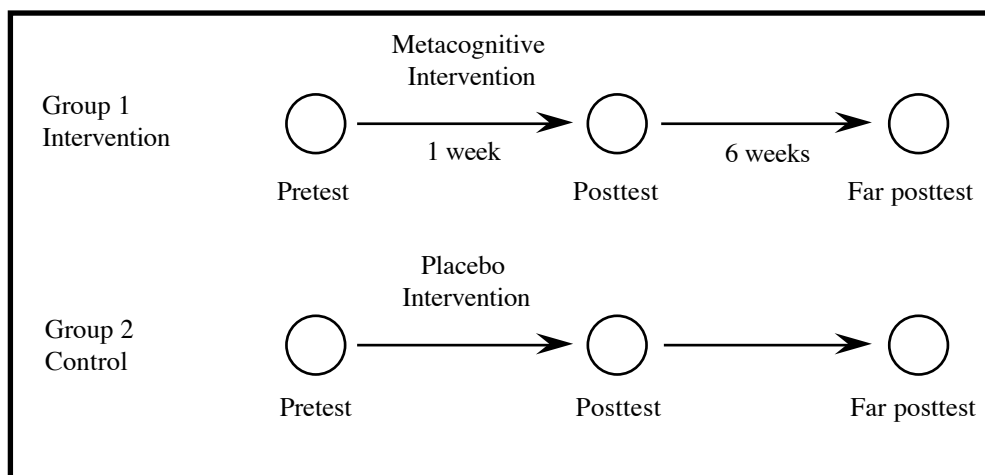 Metacognitive
Intervention
Group 1
Intervention
1 week
6 weeks
Pretest
Posttest
Far posttest
Placebo
Intervention
Group 2
Control
Pretest
Posttest
Far posttest